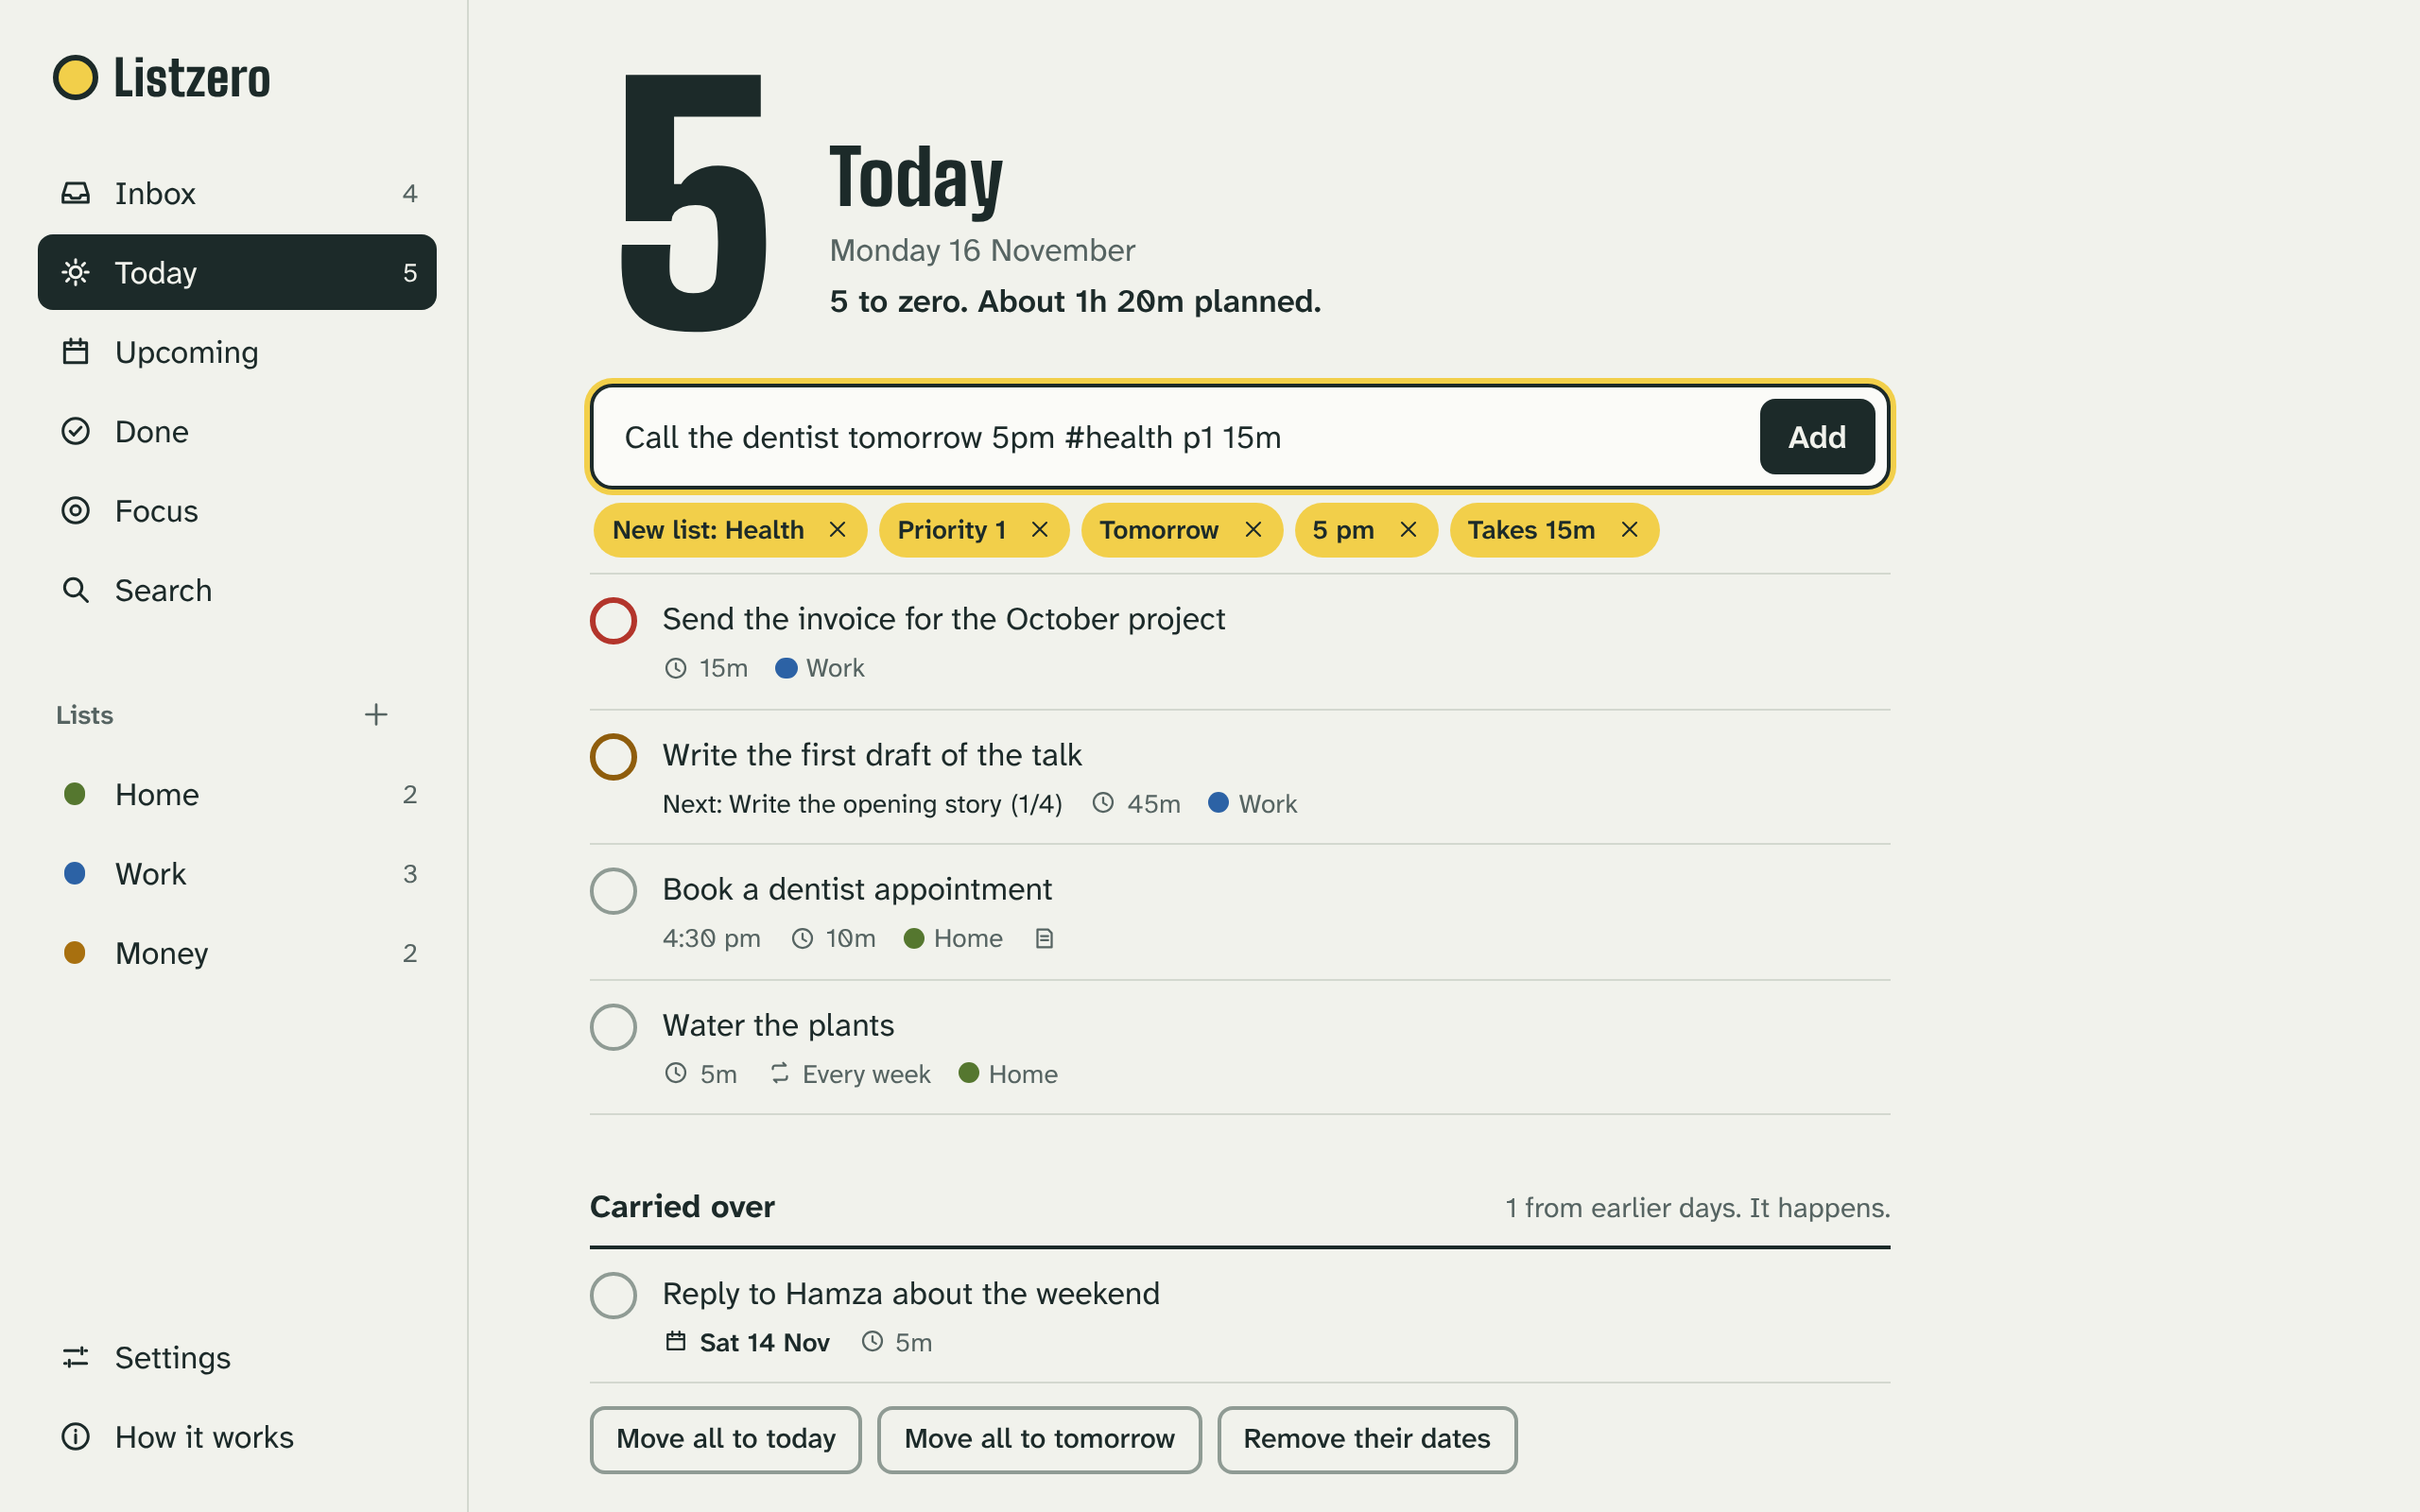 Listzero
Inbox 4
Today 5
Upcoming
Done
Focus
Search
Lists
Home 2
Work 3
Money 2
Settings
How it works
5
Today
Monday 16 November
5 to zero. About 1h 20m planned.
Call the dentist tomorrow 5pm #health p1 15m
Add
New list: Health Priority 1 Tomorrow 5 pm Takes 15m
Send the invoice for the October project
15m Work
Write the first draft of the talk
Next: Write the opening story (1/4) 45m Work
Book a dentist appointment
4:30 pm 10m Home
Water the plants
5m Every week Home
Carried over 1 from earlier days. It happens.
Reply to Hamza about the weekend
Sat 14 Nov 5m
Move all to today Move all to tomorrow Remove their dates